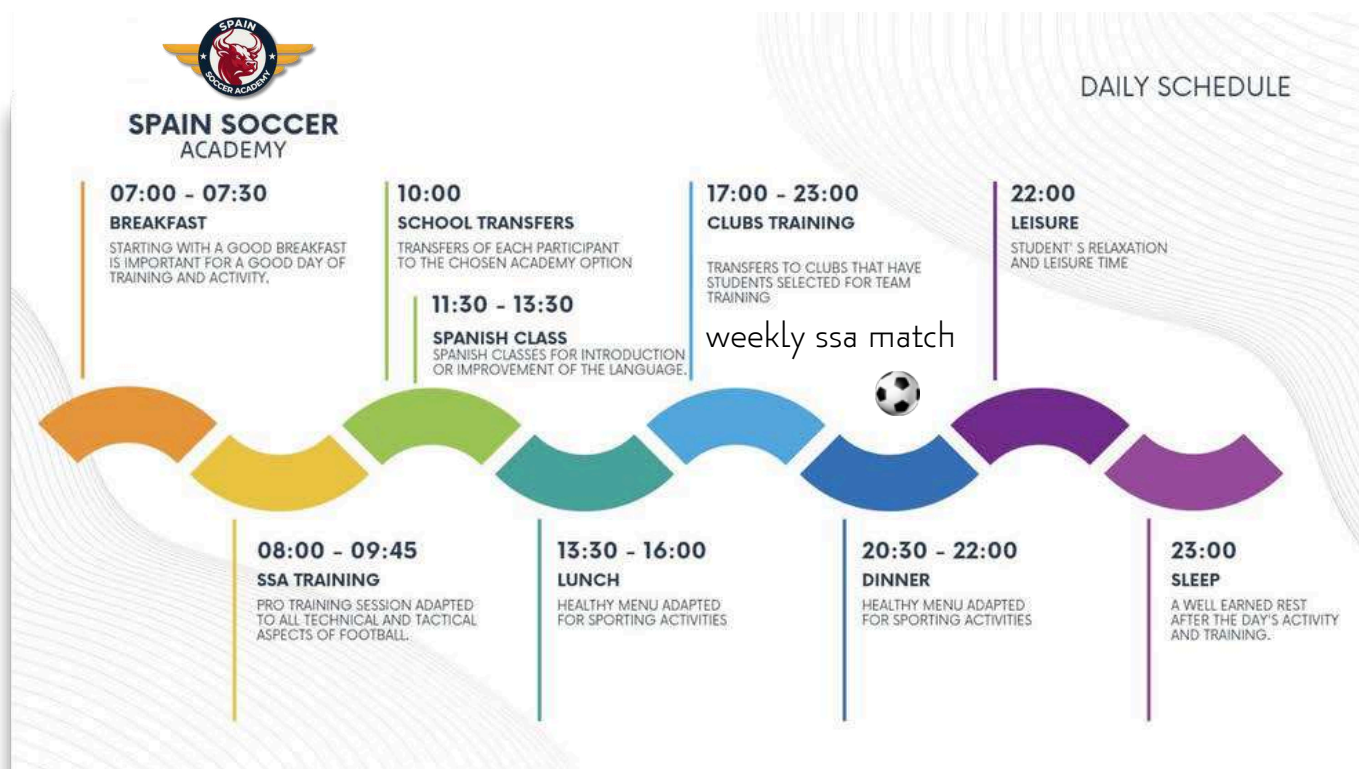 SPAIN
SOCCER ACADEMY
SPAIN SOCCER
ACADEMY
DAILY SCHEDULE
07:00 - 07:30
BREAKFAST
STARTING WITH A GOOD BREAKFAST
IS IMPORTANT FOR A GOOD DAY OF
TRAINING AND ACTIVITY.
10:00
SCHOOL TRANSFERS
TRANSFERS OF EACH PARTICIPANT
TO THE CHOSEN ACADEMY OPTION
11:30 - 13:30
SPANISH CLASS
SPANISH CLASSES FOR INTRODUCTION
OR IMPROVEMENT OF THE LANGUAGE.
17:00 - 23:00
CLUBS TRAINING
TRANSFERS TO CLUBS THAT HAVE
STUDENTS SELECTED FOR TEAM
TRAINING
weekly ssa match
22:00
LEISURE
STUDENT' S RELAXATION
AND LEISURE TIME
08:00 - 09:45
SSA TRAINING
PRO TRAINING SESSION ADAPTED
TO ALL TECHNICAL AND TACTICAL
ASPECTS OF FOOTBALL.
13:30 - 16:00
LUNCH
HEALTHY MENU ADAPTED
FOR SPORTING ACTIVITIES
20:30 - 22:00
DINNER
HEALTHY MENU ADAPTED
FOR SPORTING ACTIVITIES
23:00
SLEEP
A WELL EARNED REST
AFTER THE DAY'S ACTIVITY
AND TRAINING.